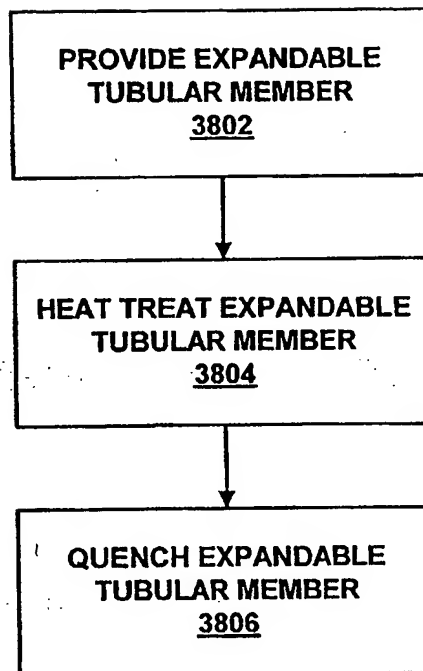 PROVIDE EXPANDABLE
TUBULAR MEMBER
3802
HEAT TREAT EXPANDABLE
TUBULAR MEMBER
3804
QUENCH EXPANDABLE
TUBULAR MEMBER
3806